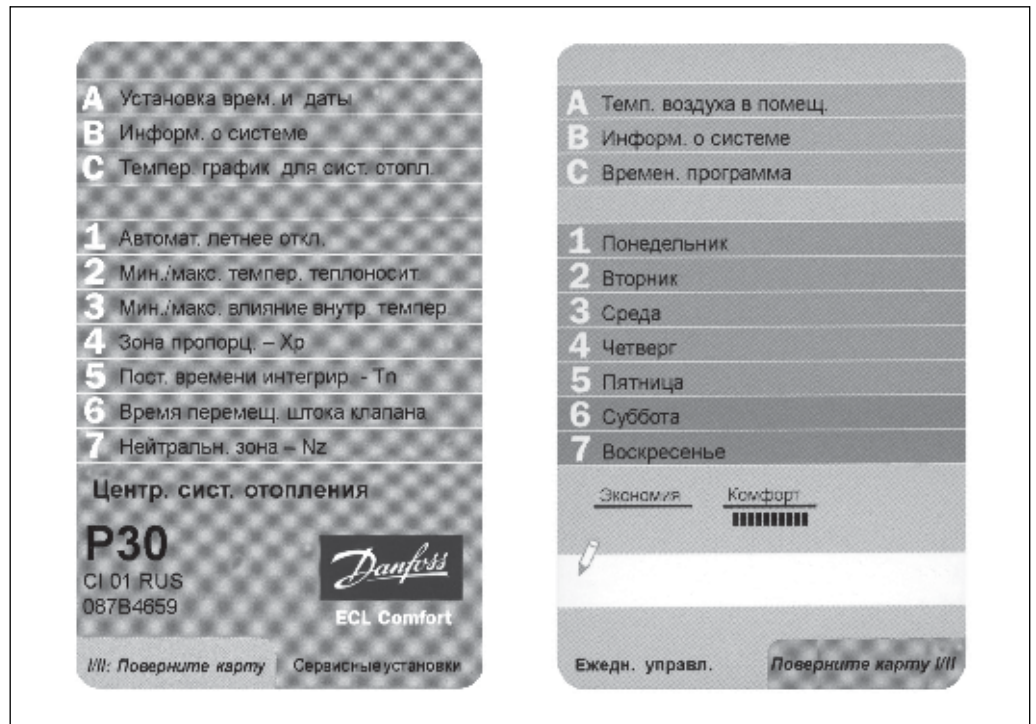 A Установка врем. и даты
B Информ. о системе
C Темпер. график для сист. отопл.
1 Автомат. летнее откл.
2 Мин./макс. темпер. теплоносит.
3 Мин./макс. влияние внутр. темпер.
4 Зона пропорц. – Xp
5 Пост. времени интегрир. - Tn
6 Время перемещ. штока клапана
7 Нейтральн. зона – Nz
Центр. сист. отопления
P30
CI 01 RUS
087B4659
Danfoss
ECL Comfort
I/II: Поверните карту Сервисные установки
A Темп. воздуха в помещ.
B Информ. о системе
C Времен. программа
1 Понедельник
2 Вторник
3 Среда
4 Четверг
5 Пятница
6 Суббота
7 Воскресенье
Экономия Комфорт
Ежедн. управл. Поверните карту I/II